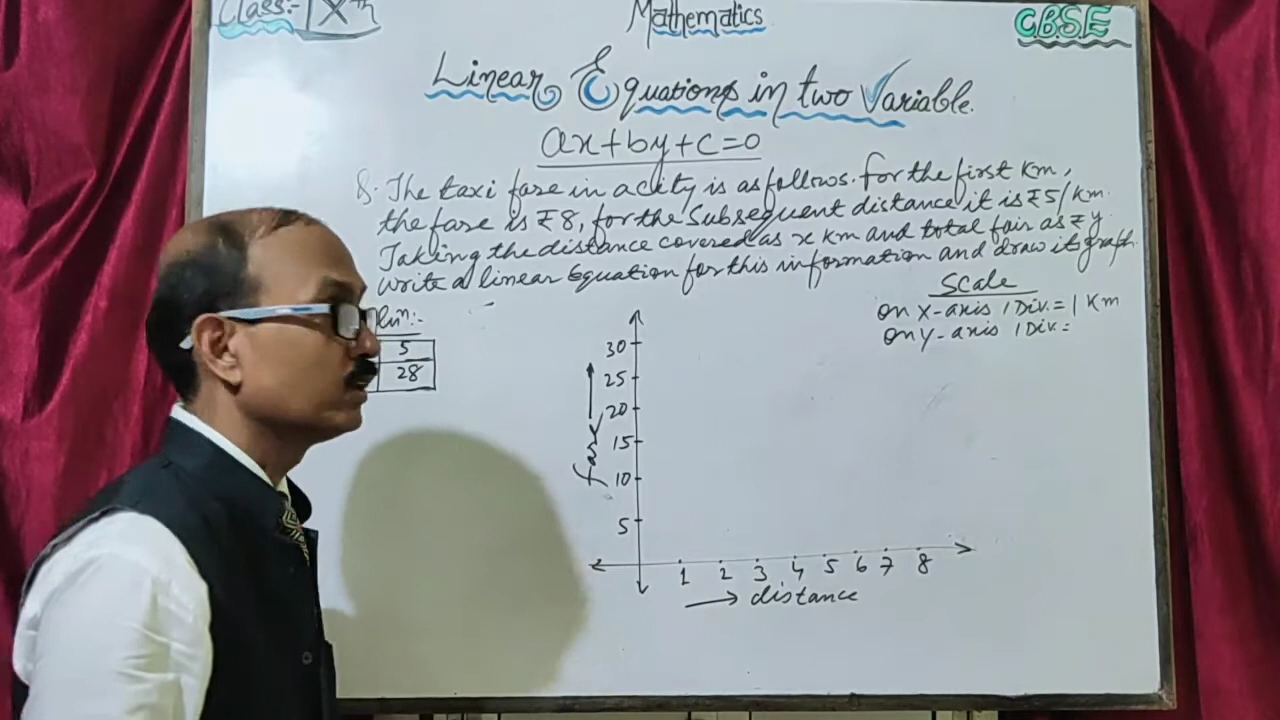 Class:- Xth
Mathematics
C.B.S.E
Linear Equations in two Variable.
ax+by+c=0
Q. The taxi fare in a city is as follows. For the first Km,
the fare is ₹8, for the Subsequent distance it is ₹5/km.
Taking the distance covered as x km and total fair as ₹y.
write a linear Equation for this information and draw its graph.
Scale
on X-axis 1 Div. = 1 Km
on y-axis 1 Div. =
5
28
30
25
20
15
10
5
fare
1 2 3 4 5 6 7 8
distance